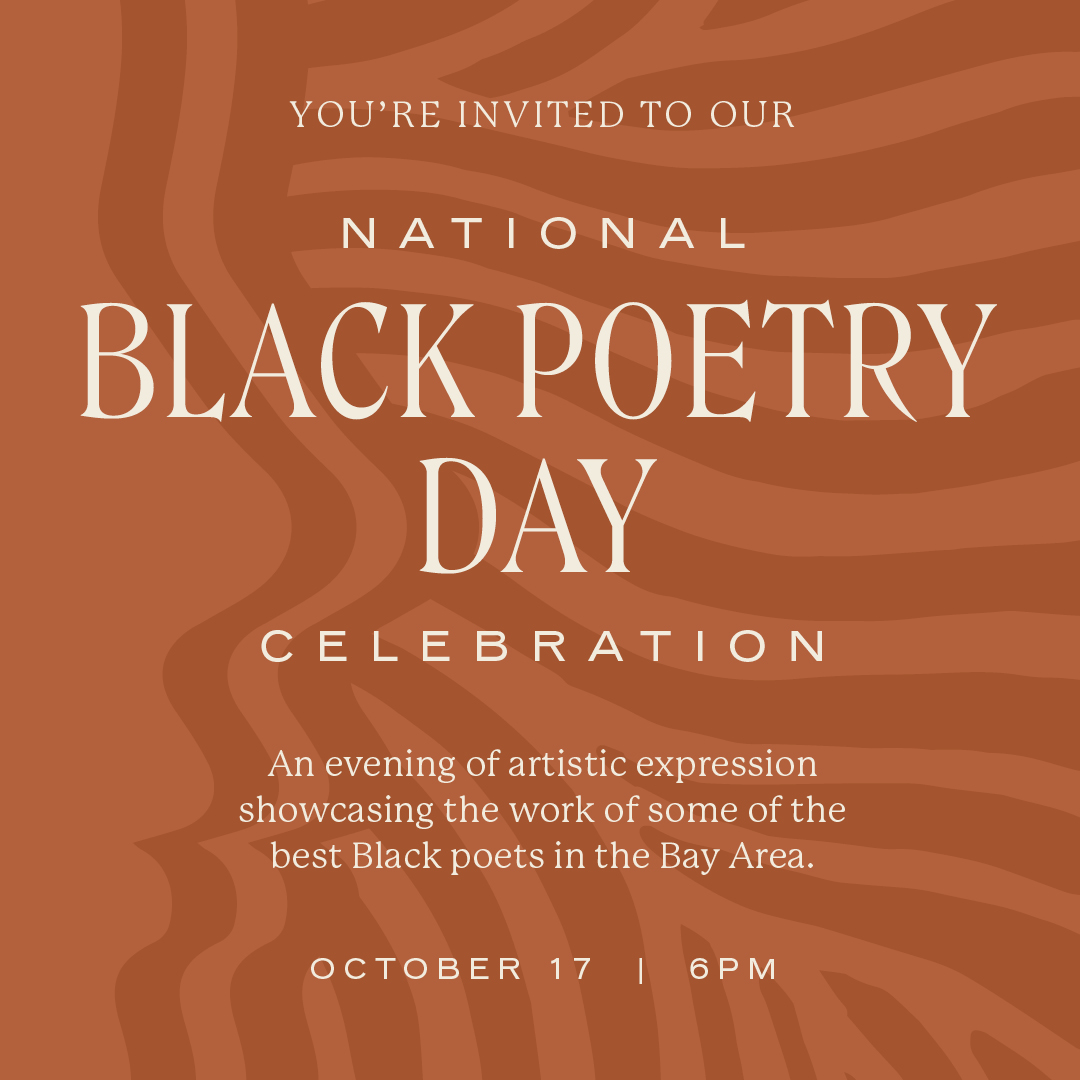 YOU’RE INVITED TO OUR
NATIONAL
BLACK POETRY
DAY
CELEBRATION
An evening of artistic expression
showcasing the work of some of the
best Black poets in the Bay Area.
OCTOBER 17 | 6PM